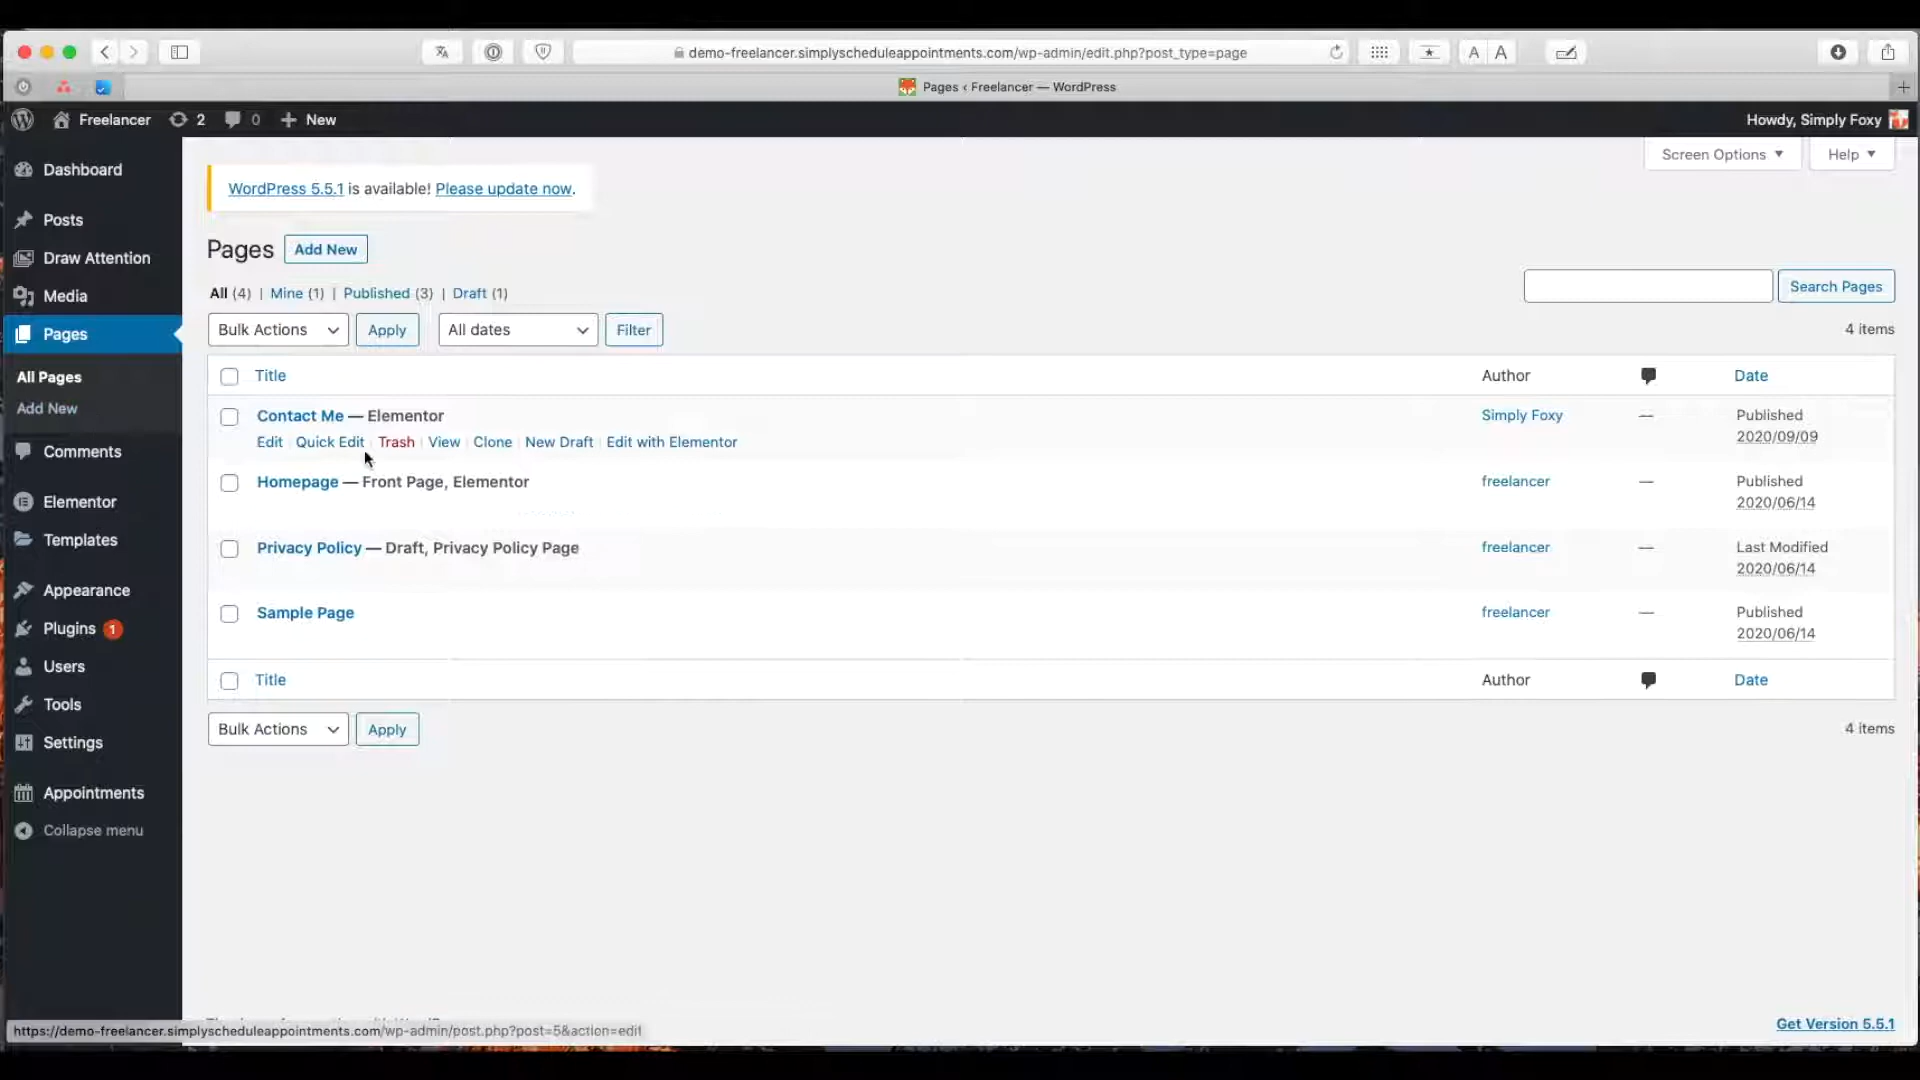 demo-freelancer.simplyscheduleappointments.com/wp-admin/edit.php?post_type=page
A A
Pages ‹ Freelancer — WordPress
Freelancer 2 0 New
Howdy, Simply Foxy
Screen Options Help
Dashboard
Posts
Draw Attention
Media
Pages
All Pages
Add New
Comments
Elementor
Templates
Appearance
Plugins 1
Users
Tools
Settings
Appointments
Collapse menu
WordPress 5.5.1 is available! Please update now.
Pages Add New
All (4) | Mine (1) | Published (3) | Draft (1)
Search Pages
Bulk Actions Apply All dates Filter
4 items
Title Author Date
Contact Me — Elementor Simply Foxy — Published
2020/09/09
Edit | Quick Edit | Trash | View | Clone | New Draft | Edit with Elementor
Homepage — Front Page, Elementor freelancer — Published
2020/06/14
Privacy Policy — Draft, Privacy Policy Page freelancer — Last Modified
2020/06/14
Sample Page freelancer — Published
2020/06/14
Title Author Date
Bulk Actions Apply
4 items
https://demo-freelancer.simplyscheduleappointments.com/wp-admin/post.php?post=5&action=edit
Get Version 5.5.1